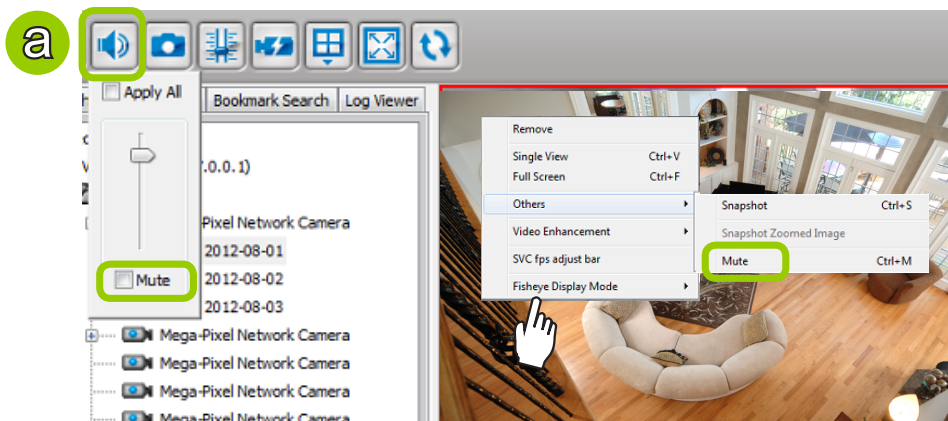 a
Apply All
Bookmark Search
Log Viewer
.0.0.1)
Pixel Network Camera
2012-08-01
2012-08-02
2012-08-03
Mute
Mega-Pixel Network Camera
Mega-Pixel Network Camera
Mega-Pixel Network Camera
Mega-Pixel Network Camera
Remove
Single View Ctrl+V
Full Screen Ctrl+F
Others
Video Enhancement
SVC fps adjust bar
Fisheye Display Mode
Snapshot Ctrl+S
Snapshot Zoomed Image
Mute Ctrl+M